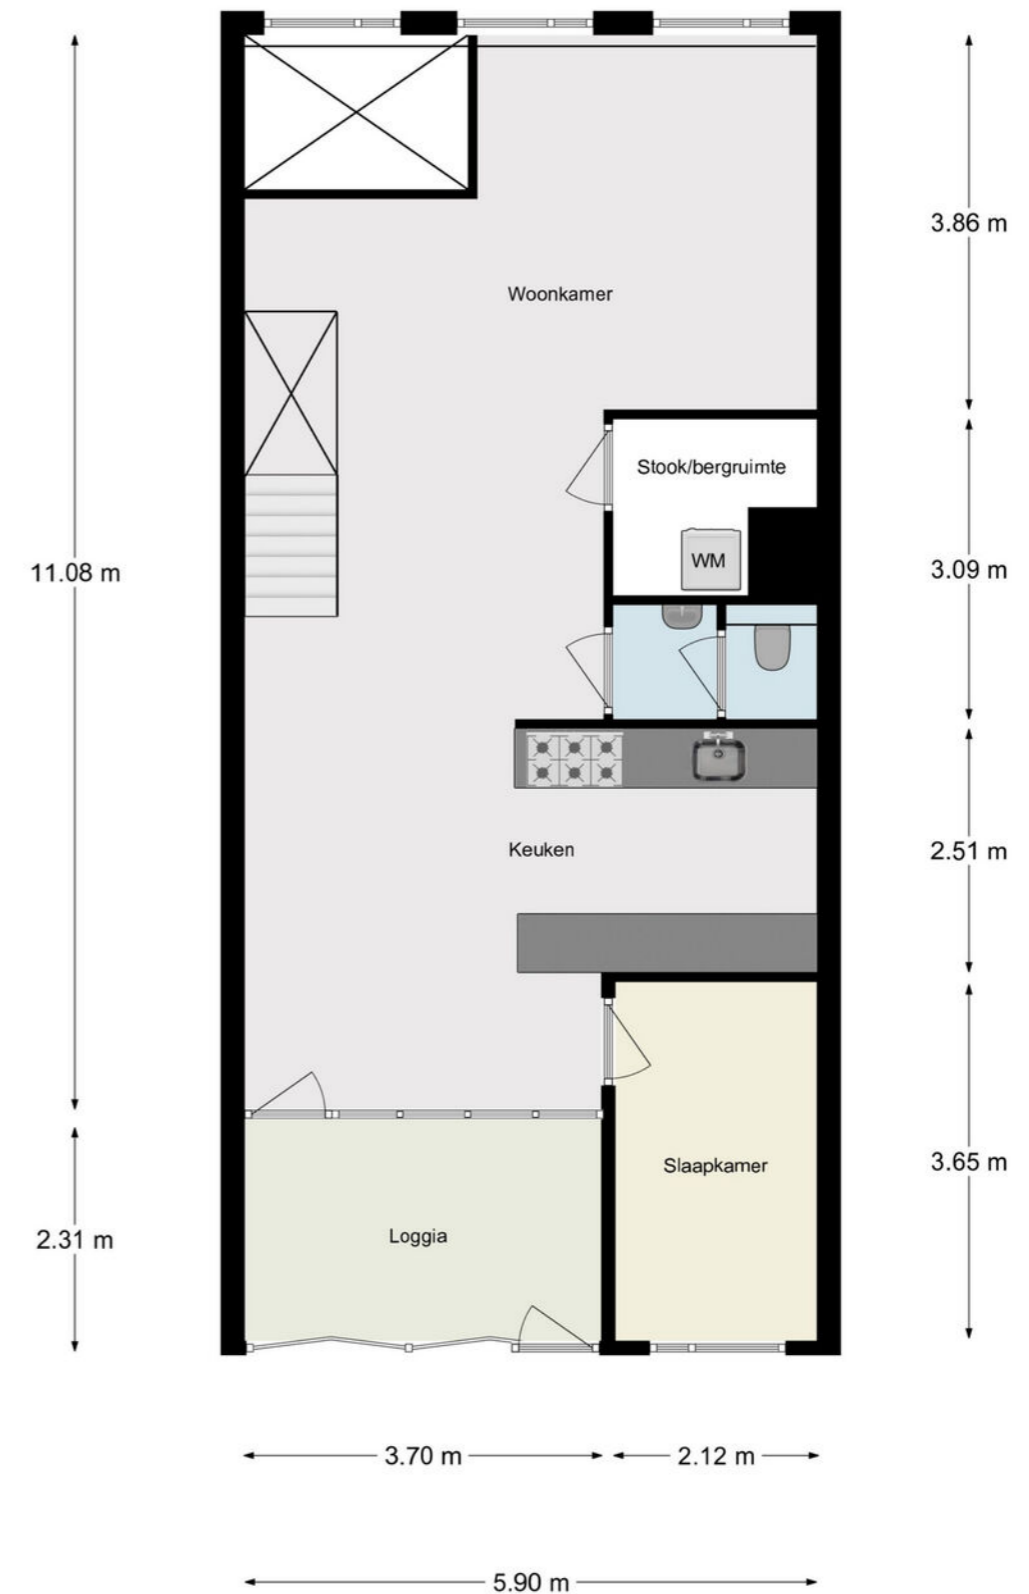 3.86 m
Woonkamer
Stook/bergruimte
WM
11.08 m
3.09 m
Keuken
2.51 m
Slaapkamer
3.65 m
Loggia
2.31 m
3.70 m
2.12 m
5.90 m